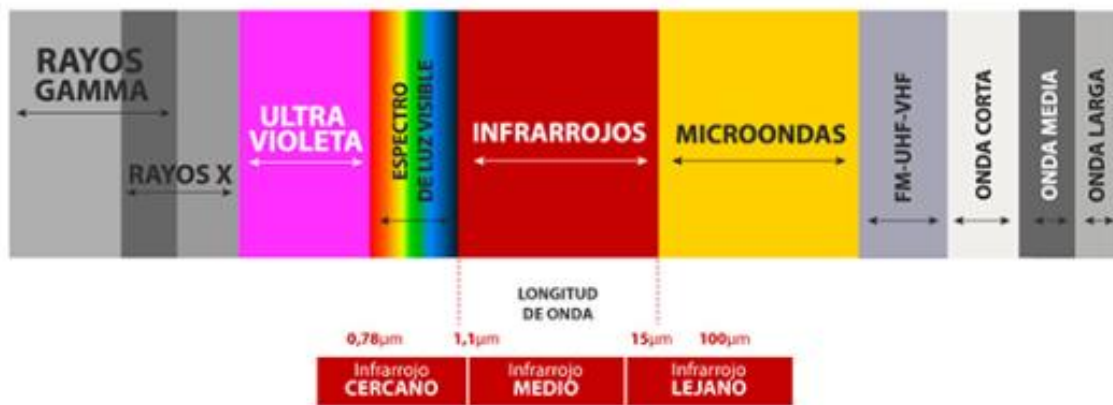 RAYOS
GAMMA
RAYOS X
ULTRA
VIOLETA
ESPECTRO
DE LUZ VISIBLE
INFRARROJOS
MICROONDAS
FM-UHF-VHF
ONDA CORTA
ONDA MEDIA
ONDA LARGA
LONGITUD
DE ONDA
0,78µm 1,1µm 15µm 100µm
Infrarrojo
CERCANO
Infrarrojo
MEDIO
Infrarrojo
LEJANO